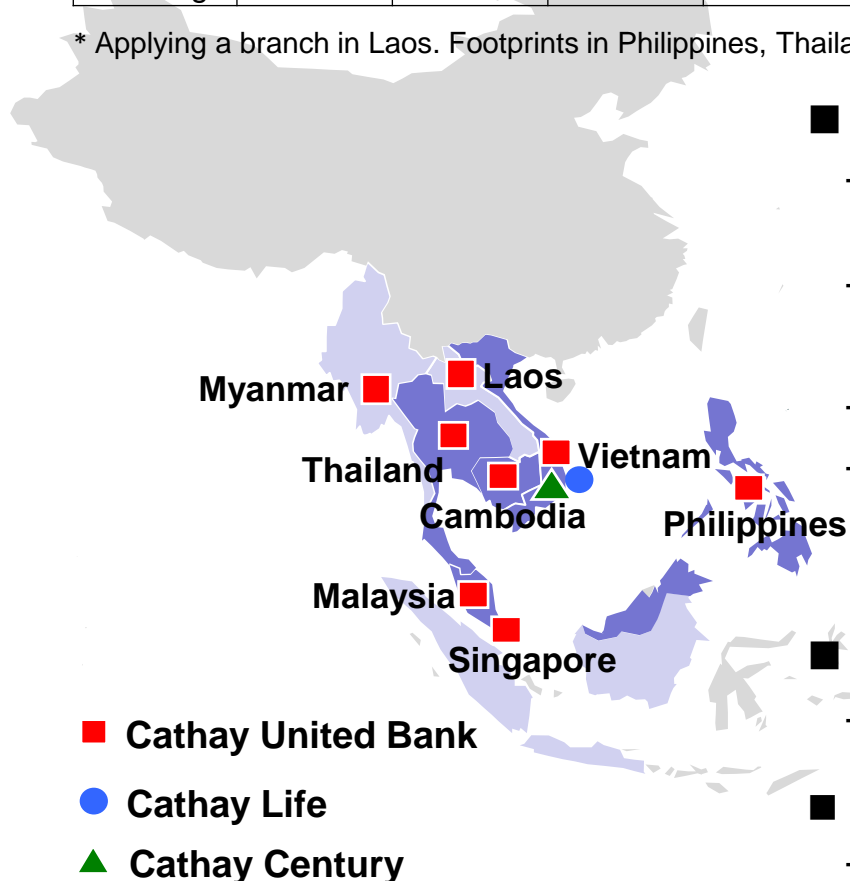 * Applying a branch in Laos. Footprints in Philippines,
Laos
Myanmar
Vietnam
Thailand
Cambodia
Philippines
Malaysia
Singapore
Cathay United Bank
Cathay Life
Cathay Century